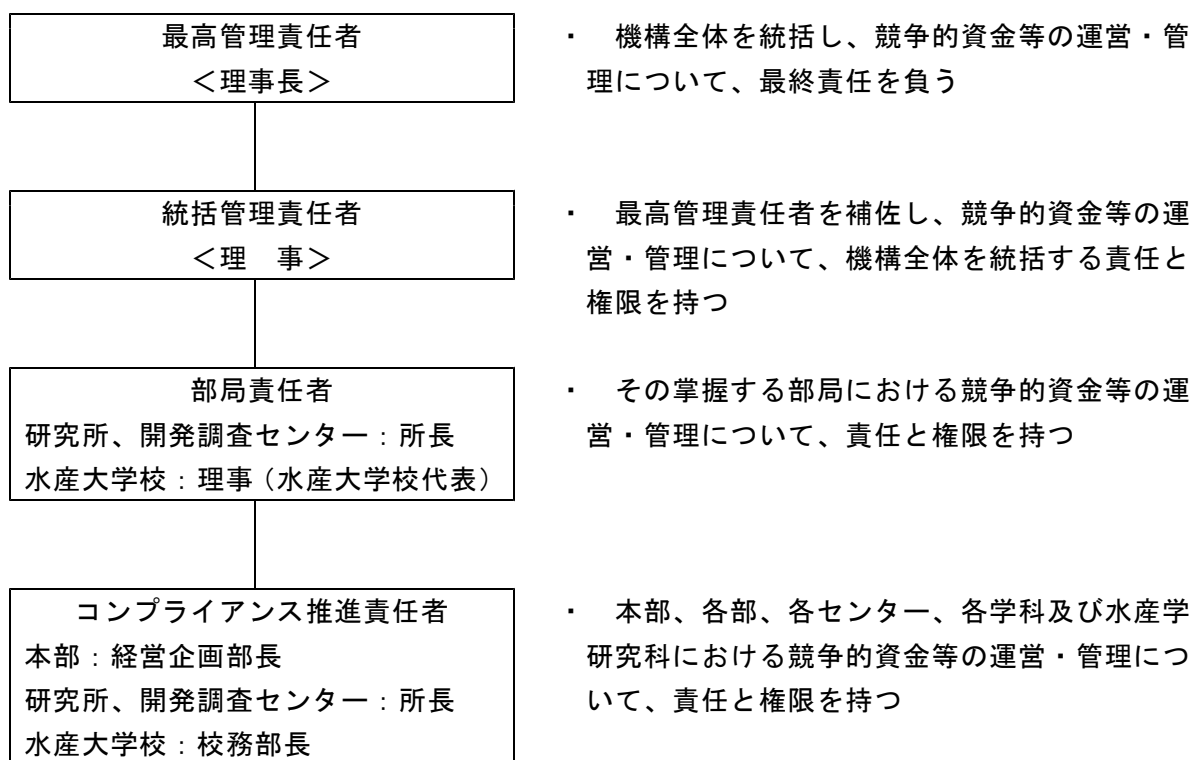 最高管理責任者
＜理事長＞
・　機構全体を統括し、競争的資金等の運営・管
理について、最終責任を負う
統括管理責任者
＜理　事＞
・　最高管理責任者を補佐し、競争的資金等の運
営・管理について、機構全体を統括する責任と
権限を持つ
部局責任者
研究所、開発調査センター：所長
水産大学校：理事（水産大学校代表）
・　その掌握する部局における競争的資金等の運
営・管理について、責任と権限を持つ
コンプライアンス推進責任者
本部：経営企画部長
研究所、開発調査センター：所長
水産大学校：校務部長
・　本部、各部、各センター、各学科及び水産学
研究科における競争的資金等の運営・管理につ
いて、責任と権限を持つ